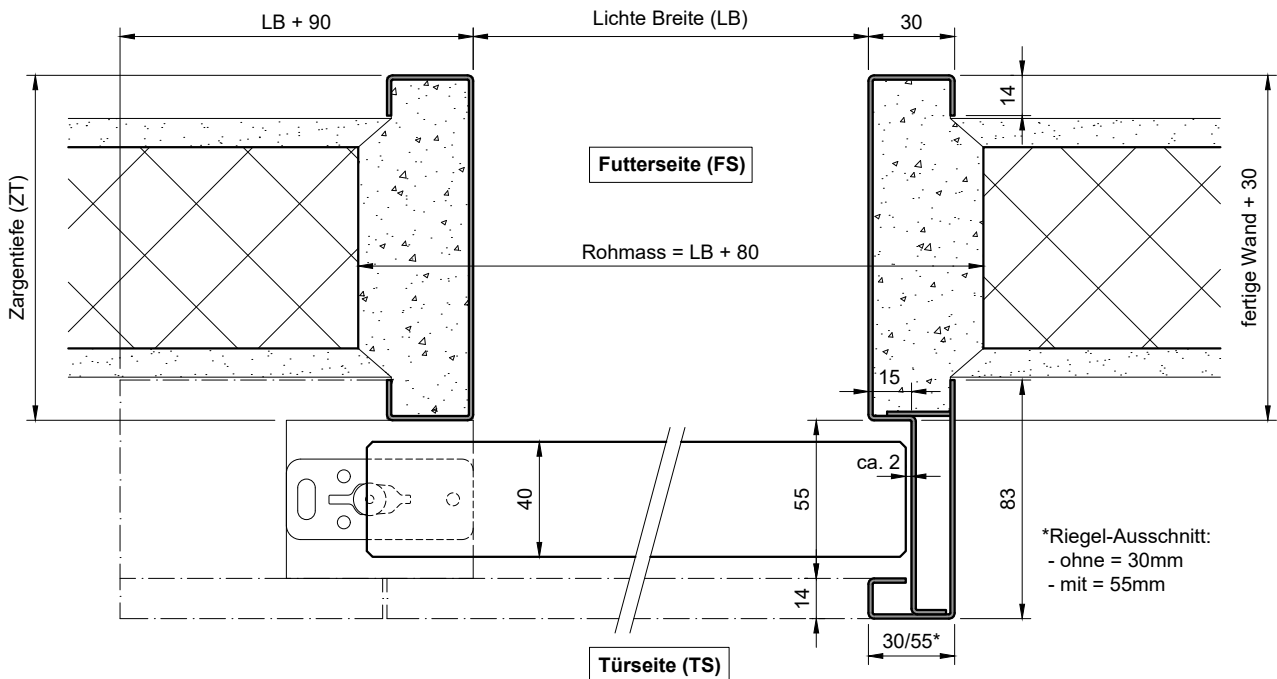 LB + 90
Lichte Breite (LB)
30
14
Zargentiefe (ZT)
Futterseite (FS)
fertige Wand + 30
Rohmass = LB + 80
15
ca. 2
40
55
83
*Riegel-Ausschnitt:
- ohne = 30mm
- mit = 55mm
14
30/55*
Türseite (TS)